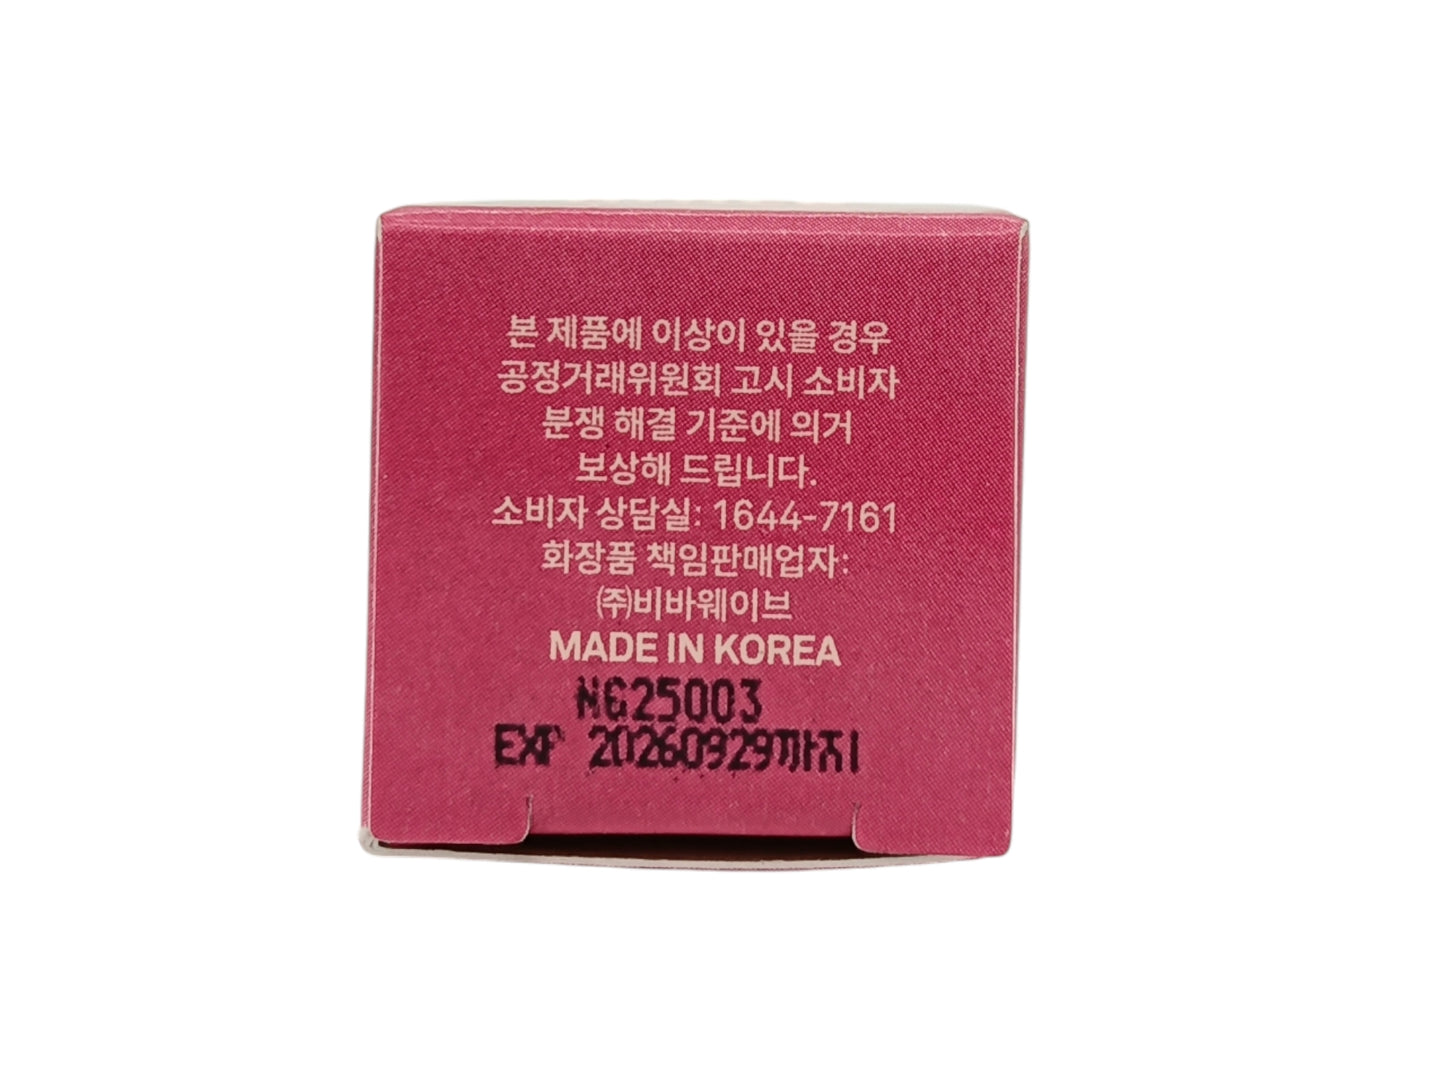 본 제품에 이상이 있을 경우
공정거래위원회 고시 소비자
분쟁 해결 기준에 의거
보상해 드립니다.
소비자 상담실: 1644-7161
화장품 책임판매업자:
㈜비바웨이브
MADE IN KOREA
NG25003
EXP 20260929까지